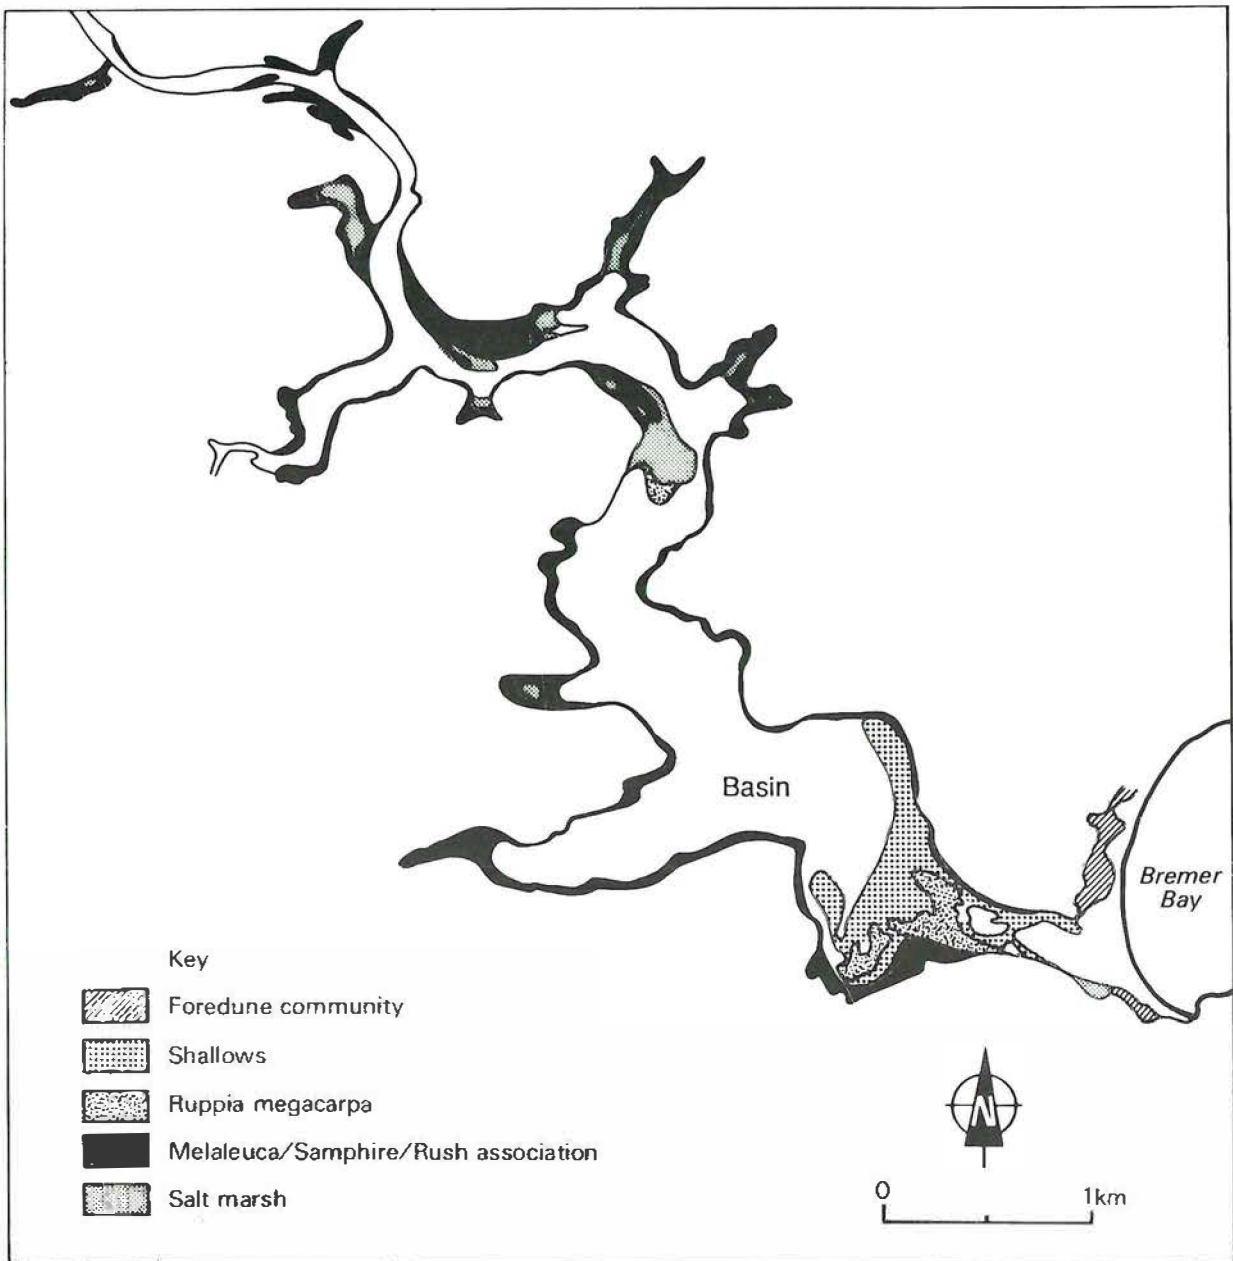 Basin
Bremer
Bay
Key
Foredune community
Shallows
Ruppia megacarpa
Melaleuca/Samphire/Rush association
Salt marsh
N
0 1km